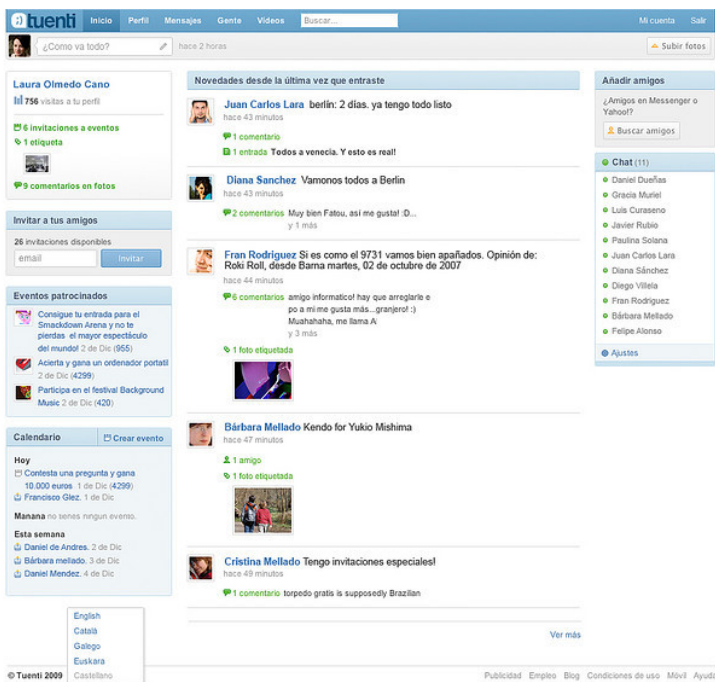 tuenti Inicio Perfil Mensajes Gente Videos Buscar... Mi cuenta Salir
¿Como va todo? hace 2 horas Subir fotos
Laura Olmedo Cano
756 visitas a tu perfil
6 invitaciones a eventos
1 etiqueta
9 comentarios en fotos
Invitar a tus amigos
26 invitaciones disponibles
email Invitar
Eventos patrocinados
Consigue tu entrada para el
Smackdown Arena y no te
pierdas el mayor espectáculo
del mundo! 2 de Dic (955)
Acierta y gana un ordenador portatil
2 de Dic (4299)
Participa en el festival Background
Music 2 de Dic (420)
Calendario Crear evento
Hoy
Contesta una pregunta y gana
10.000 euros. 1 de Dic (4299)
Francisco Glez. 1 de Dic
Manana no tienes ningun evento.
Esta semana
Daniel de Andres. 2 de Dic
Bárbara mellado. 3 de Dic
Daniel Mendez. 4 de Dic
Novedades desde la última vez que entraste
Juan Carlos Lara berlín: 2 días. ya tengo todo listo
hace 43 minutos
1 comentario
1 entrada Todos a venecia. Y esto es real!
Diana Sanchez Vamonos todos a Berlin
hace 43 minutos
2 comentarios Muy bien Fatou, así me gusta! :D...
y 1 más
Fran Rodriguez Si es como el 9731 vamos bien apañados. Opinión de:
Roki Roll, desde Barna martes, 02 de octubre de 2007
hace 44 minutos
6 comentarios amigo informatico! hay que arreglarle e
po a mi me gusta más...granjero! :)
Muahahaha, me llama A
y 3 más
1 foto etiquetada
Bárbara Mellado Kendo for Yukio Mishima
hace 47 minutos
1 amigo
1 foto etiquetada
Cristina Mellado Tengo invitaciones especiales!
hace 49 minutos
1 comentario torpedo gratis is supposedly Brazilian
Ver más
Añadir amigos
¿Amigos en Messenger o
Yahoo!?
Buscar amigos
Chat (11)
Daniel Dueñas
Gracia Muriel
Luis Curaseno
Javier Rubio
Paulina Solana
Juan Carlos Lara
Diana Sánchez
Diego Villela
Fran Rodriguez
Bárbara Mellado
Felipe Alonso
Ajustes
English
Català
Galego
Euskara
Castellano
© Tuenti 2009 Publicidad Empleo Blog Condiciones de uso Móvil Ayuda